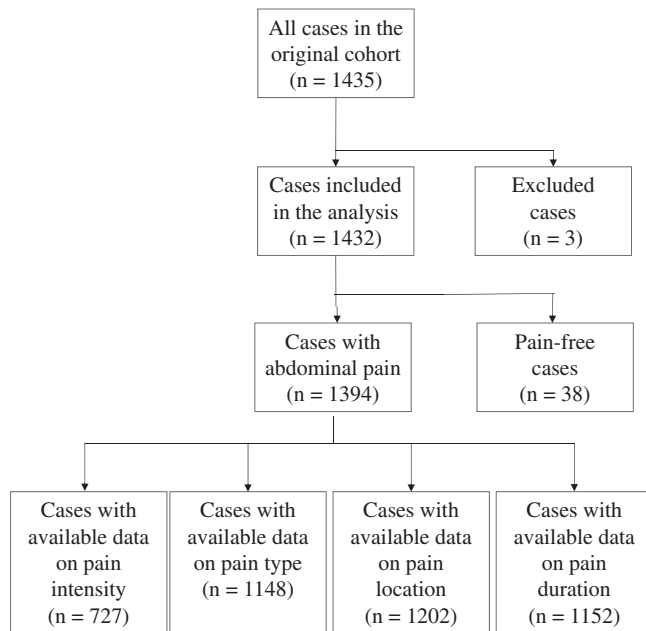 All cases in the
original cohort
(n = 1435)
Cases included
in the analysis
(n = 1432)
Excluded
cases
(n = 3)
Cases with
abdominal pain
(n = 1394)
Pain-free
cases
(n = 38)
Cases with
available data
on pain
intensity
(n = 727)
Cases with
available data
on pain type
(n = 1148)
Cases with
available data
on pain
location
(n = 1202)
Cases with
available data
on pain
duration
(n = 1152)